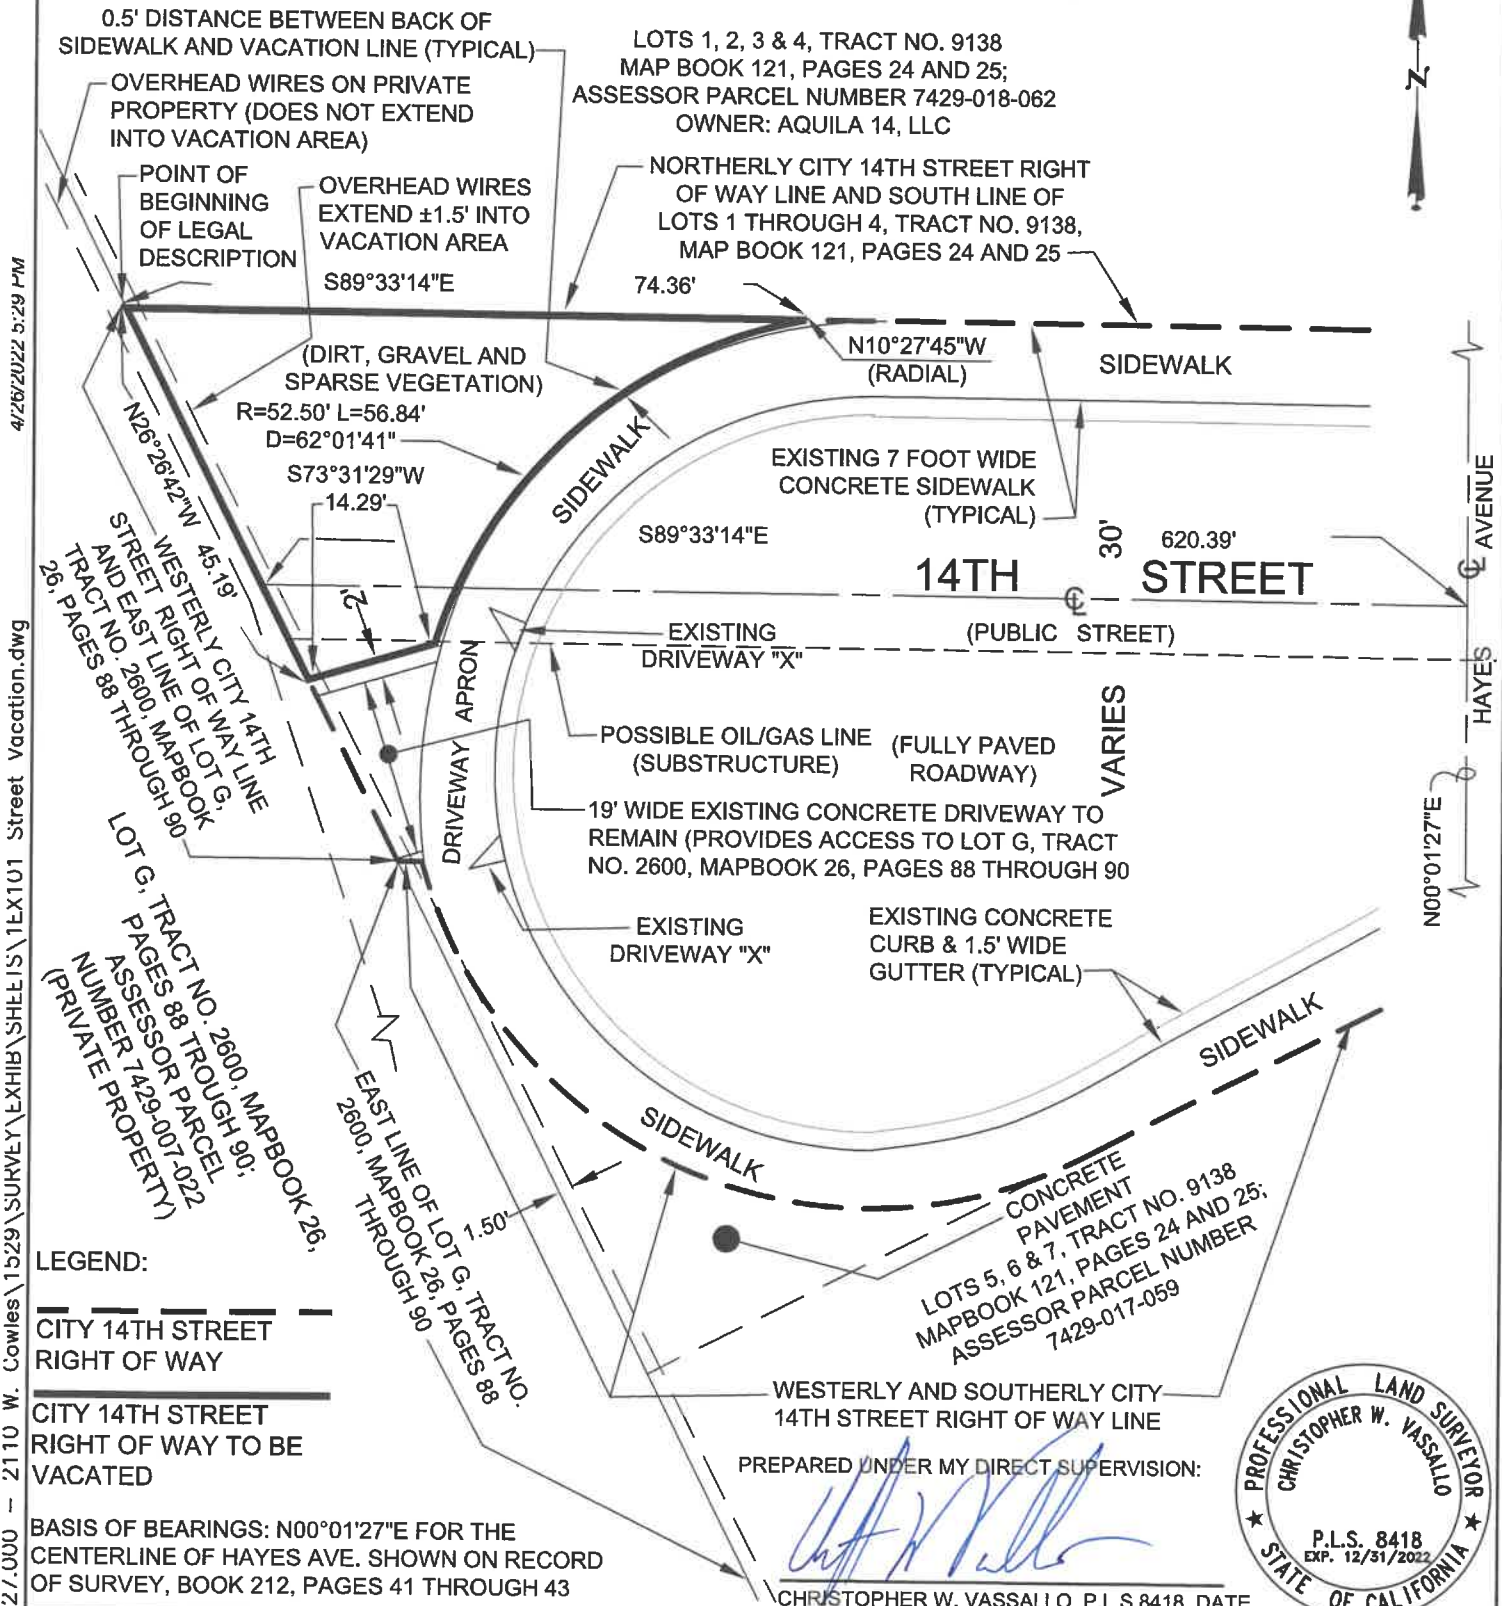 0.5' DISTANCE BETWEEN BACK OF
SIDEWALK AND VACATION LINE (TYPICAL)
OVERHEAD WIRES ON PRIVATE
PROPERTY (DOES NOT EXTEND
INTO VACATION AREA)
POINT OF
BEGINNING
OF LEGAL
DESCRIPTION
OVERHEAD WIRES
EXTEND ±1.5' INTO
VACATION AREA
LOTS 1, 2, 3 & 4, TRACT NO. 9138
MAP BOOK 121, PAGES 24 AND 25;
ASSESSOR PARCEL NUMBER 7429-018-062
OWNER: AQUILA 14, LLC
NORTHERLY CITY 14TH STREET RIGHT
OF WAY LINE AND SOUTH LINE OF
LOTS 1 THROUGH 4, TRACT NO. 9138,
MAP BOOK 121, PAGES 24 AND 25
N
S89°33'14"E
74.36'
N10°27'45"W
(RADIAL)
SIDEWALK
(DIRT, GRAVEL AND
SPARSE VEGETATION)
R=52.50' L=56.84'
D=62°01'41"
S73°31'29"W
14.29'
SIDEWALK
EXISTING 7 FOOT WIDE
CONCRETE SIDEWALK
(TYPICAL)
S89°33'14"E
30'
620.39'
14TH STREET
℄
(PUBLIC STREET)
HAYES ℄ AVENUE
N00°01'27"E
N26°26'42"W 45.19'
WESTERLY CITY 14TH
STREET RIGHT OF WAY LINE
AND EAST LINE OF LOT G,
TRACT NO. 2600, MAPBOOK
26, PAGES 88 THROUGH 90
2'
EXISTING
DRIVEWAY "X"
DRIVEWAY APRON
POSSIBLE OIL/GAS LINE
(SUBSTRUCTURE)
(FULLY PAVED
ROADWAY)
VARIES
19' WIDE EXISTING CONCRETE DRIVEWAY TO
REMAIN (PROVIDES ACCESS TO LOT G, TRACT
NO. 2600, MAPBOOK 26, PAGES 88 THROUGH 90
EXISTING
DRIVEWAY "X"
EXISTING CONCRETE
CURB & 1.5' WIDE
GUTTER (TYPICAL)
SIDEWALK
SIDEWALK
LOT G, TRACT NO. 2600, MAPBOOK 26,
PAGES 88 TROUGH 90;
ASSESSOR PARCEL
NUMBER 7429-007-022
(PRIVATE PROPERTY)
EAST LINE OF LOT G, TRACT NO.
2600, MAPBOOK 26, PAGES 88
THROUGH 90
1.50'
CONCRETE
PAVEMENT
LOTS 5, 6 & 7, TRACT NO. 9138
MAPBOOK 121, PAGES 24 AND 25;
ASSESSOR PARCEL NUMBER
7429-017-059
WESTERLY AND SOUTHERLY CITY
14TH STREET RIGHT OF WAY LINE
LEGEND:
CITY 14TH STREET
RIGHT OF WAY
CITY 14TH STREET
RIGHT OF WAY TO BE
VACATED
BASIS OF BEARINGS: N00°01'27"E FOR THE
CENTERLINE OF HAYES AVE. SHOWN ON RECORD
OF SURVEY, BOOK 212, PAGES 41 THROUGH 43
PREPARED UNDER MY DIRECT SUPERVISION:
CHRISTOPHER W. VASSALLO, P.L.S 8418, DATE
PROFESSIONAL LAND SURVEYOR
CHRISTOPHER W. VASSALLO
P.L.S. 8418
EXP. 12/31/2022
STATE OF CALIFORNIA
27.000 – 2110 W. Cowles\1529\SURVEY\EXHIB\SHEETS\1EX101 Street Vacation.dwg 4/26/2022 5:29 PM